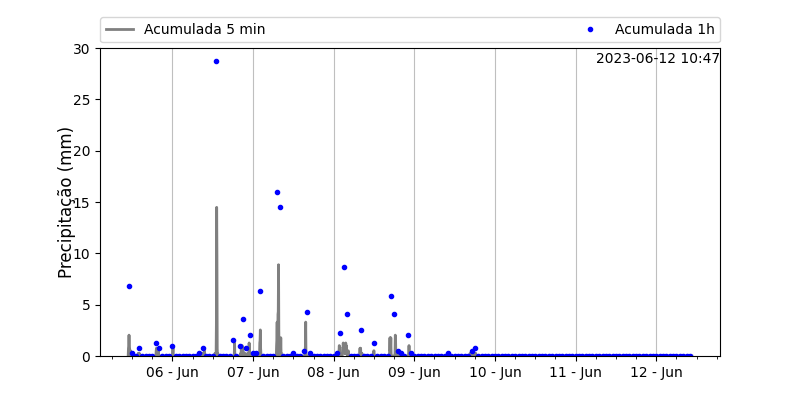 Acumulada 5 min
Acumulada 1h
2023-06-12 10:47
Precipitação (mm)
30
25
20
15
10
5
0
06 - Jun
07 - Jun
08 - Jun
09 - Jun
10 - Jun
11 - Jun
12 - Jun